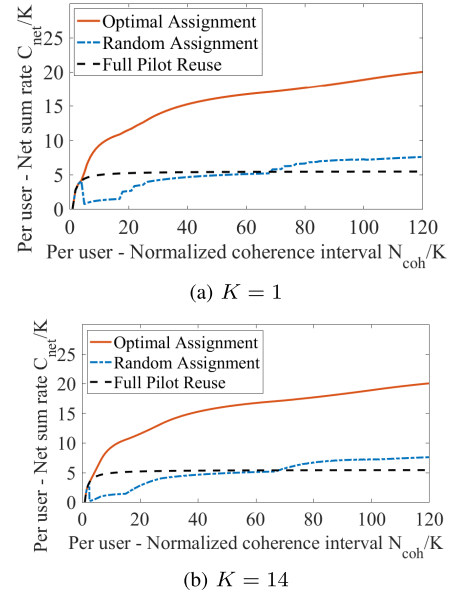 Per user - Net sum rate C_net/K
25
20
15
10
5
0
Optimal Assignment
Random Assignment
Full Pilot Reuse
0 20 40 60 80 100 120
Per user - Normalized coherence interval N_coh/K
(a) K = 1
Per user - Net sum rate C_net/K
25
20
15
10
5
0
Optimal Assignment
Random Assignment
Full Pilot Reuse
0 20 40 60 80 100 120
Per user - Normalized coherence interval N_coh/K
(b) K = 14